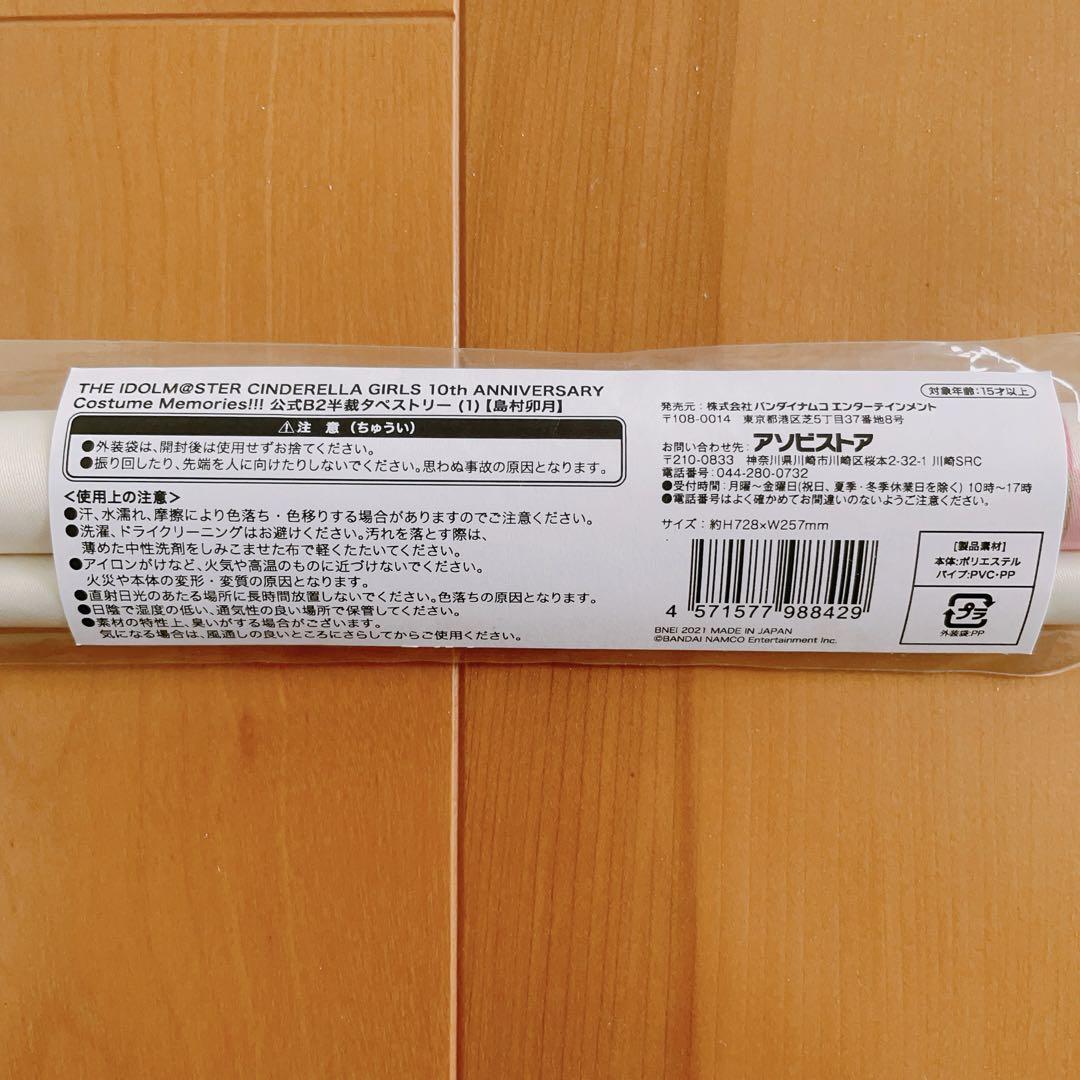 THE IDOLM@STER CINDERELLA GIRLS 10th ANNIVERSARY
Costume Memories!!! 公式B2半裁タペストリー (1)【島村卯月】
⚠注 意(ちゅうい)
●外装袋は、開封後は使用せずお捨てください。
●振り回したり、先端を人に向けたりしないでください。思わぬ事故の原因となります。
<使用上の注意>
●汗、水濡れ、摩擦により色落ち・色移りする場合がありますのでご注意ください。
●洗濯、ドライクリーニングはお避けください。汚れを落とす際は、
薄めた中性洗剤をしみこませた布で軽くたたいてください。
●アイロンがけなど、火気や高温のものに近づけないでください。
火災や本体の変形・変質の原因となります。
●直射日光のあたる場所に長時間放置しないでください。色落ちの原因となります。
●日陰で湿度の低い、通気性の良い場所で保管してください。
●素材の特性上、臭いがする場合がございます。
気になる場合は、風通しの良いところにさらしてからご使用ください。
対象年齢:15才以上
発売元:株式会社 バンダイナムコ エンターテインメント
〒108-0014 東京都港区芝5丁目37番地8号
お問い合わせ先:アソビストア
〒210-0833 神奈川県川崎市川崎区桜本2-32-1 川崎SRC
電話番号:044-280-0732
●受付時間:月曜~金曜日(祝日、夏季・冬季休業日を除く) 10時~17時
●電話番号はよく確かめてお間違いのないようご注意ください。
サイズ:約H728×W257mm
4 571577 988429
BNEI 2021 MADE IN JAPAN
©BANDAI NAMCO Entertainment Inc.
[製品素材]
本体:ポリエステル
パイプ:PVC・PP
プラ
外装袋:PP